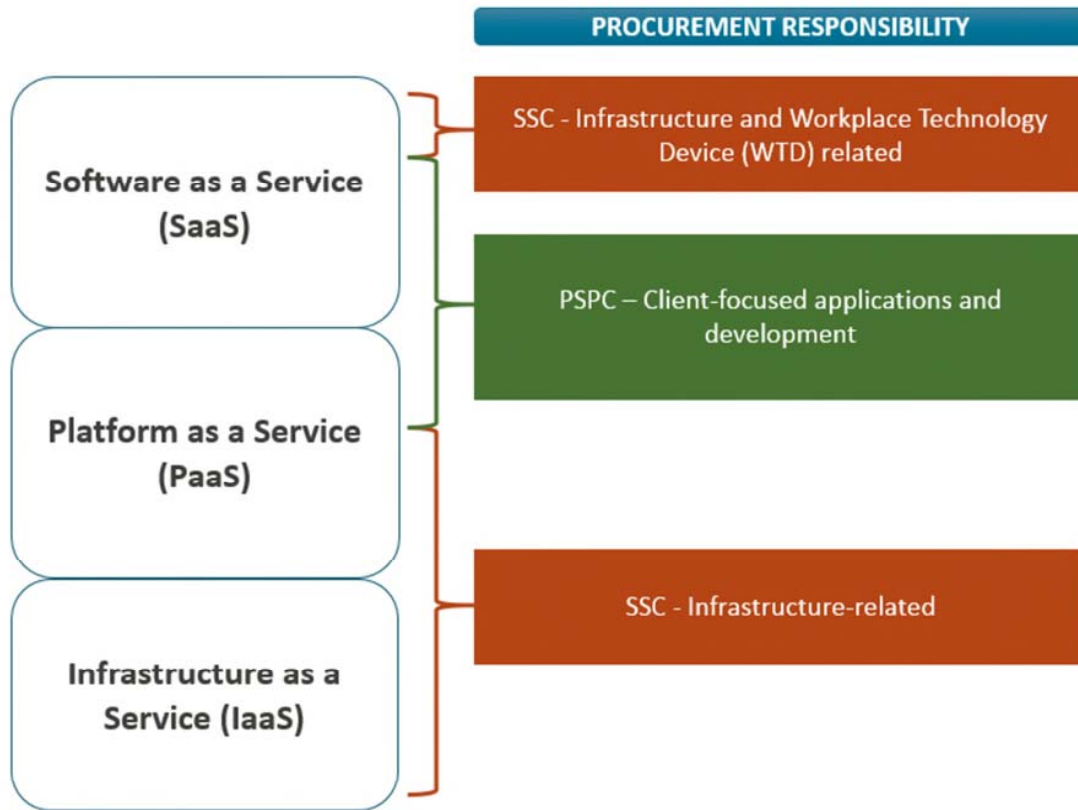 PROCUREMENT RESPONSIBILITY
SSC - Infrastructure and Workplace Technology
Device (WTD) related
Software as a Service
(SaaS)
PSPC – Client-focused applications and
development
Platform as a Service
(PaaS)
SSC - Infrastructure-related
Infrastructure as a
Service (IaaS)